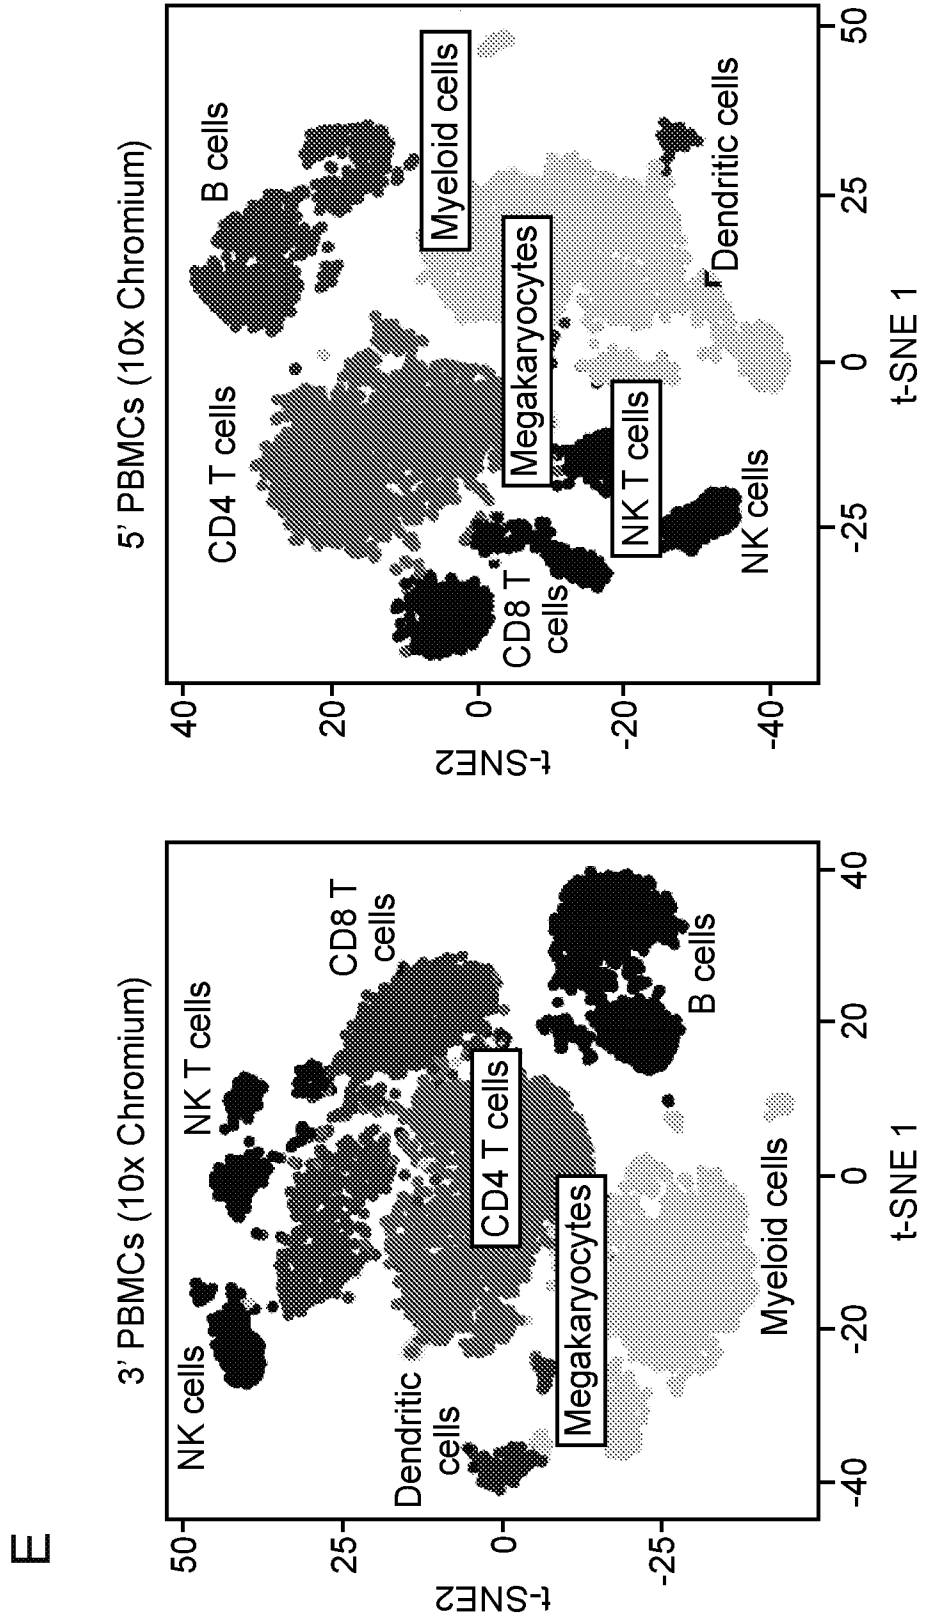 E
3’ PBMCs (10x Chromium)
NK cells
NK T cells
CD8 T
cells
Dendritic
cells
CD4 T cells
Megakaryocytes
B cells
Myeloid cells
50
25
0
-25
t-SNE2
-40
-20
0
20
40
t-SNE 1
5’ PBMCs (10x Chromium)
CD4 T cells
B cells
Myeloid cells
Megakaryocytes
CD8 T
cells
NK T cells
NK cells
Dendritic cells
40
20
0
-20
-40
t-SNE2
-25
0
25
50
t-SNE 1